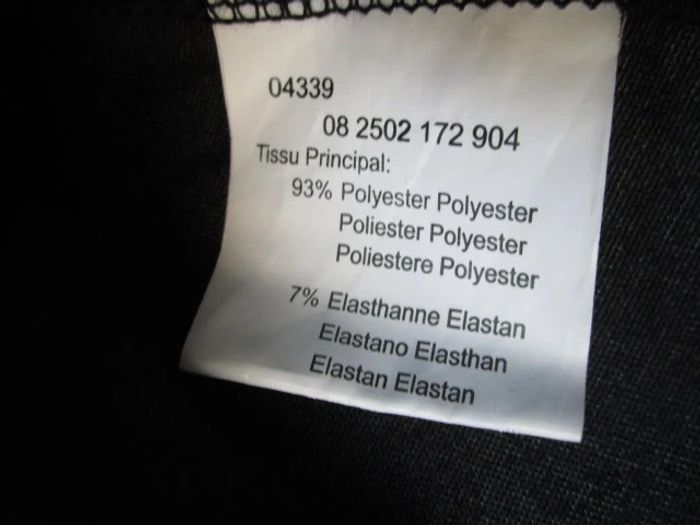 04339
08 2502 172 904
Tissu Principal:
93% Polyester Polyester
Poliester Polyester
Poliestere Polyester
7% Elasthanne Elastan
Elastano Elasthan
Elastan Elastan